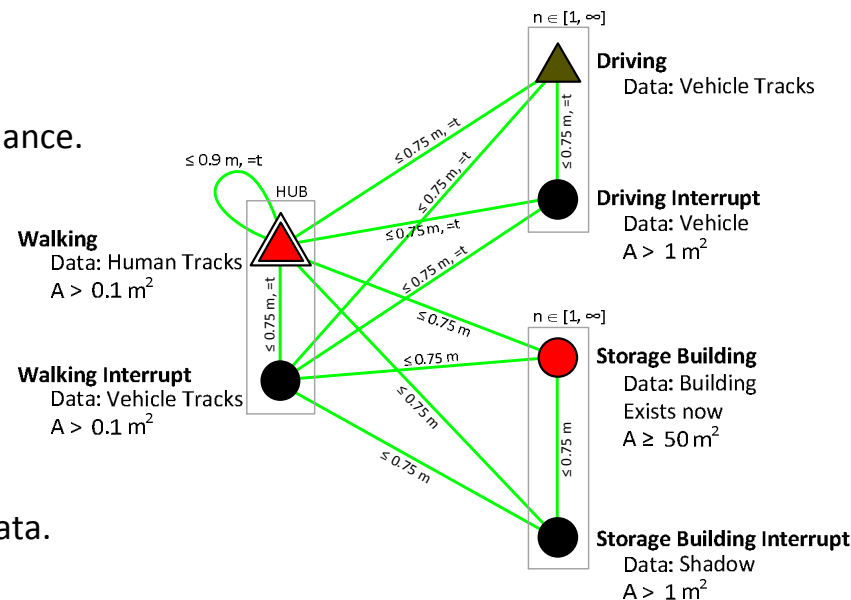 n ∈ [1, ∞]
Driving
Data: Vehicle Tracks
ance.
≤ 0.75 m, =t
≤ 0.75 m, =t
≤ 0.9 m, =t
≤ 0.75 m, =t
HUB
Driving Interrupt
Data: Vehicle
A > 1 m²
≤ 0.75 m, =t
Walking
Data: Human Tracks
A > 0.1 m²
≤ 0.75 m, =t
≤ 0.75 m, =t
n ∈ [1, ∞]
≤ 0.75 m
Storage Building
Data: Building
Exists now
A ≥ 50 m²
≤ 0.75 m
Walking Interrupt
Data: Vehicle Tracks
A > 0.1 m²
≤ 0.75 m
≤ 0.75 m
≤ 0.75 m
ata.
Storage Building Interrupt
Data: Shadow
A > 1 m²